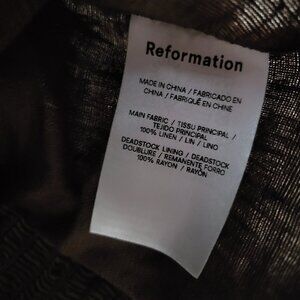 Reformation
MADE IN CHINA / FABRICADO EN
CHINA / FABRIQUÉ EN CHINE
MAIN FABRIC / TISSU PRINCIPAL /
TEJIDO PRINCIPAL
100% LINEN / LIN / LINO
DEADSTOCK LINING / DEADSTOCK
DOUBLURE / REMANENTE FORRO
100% RAYON / RAYÓN